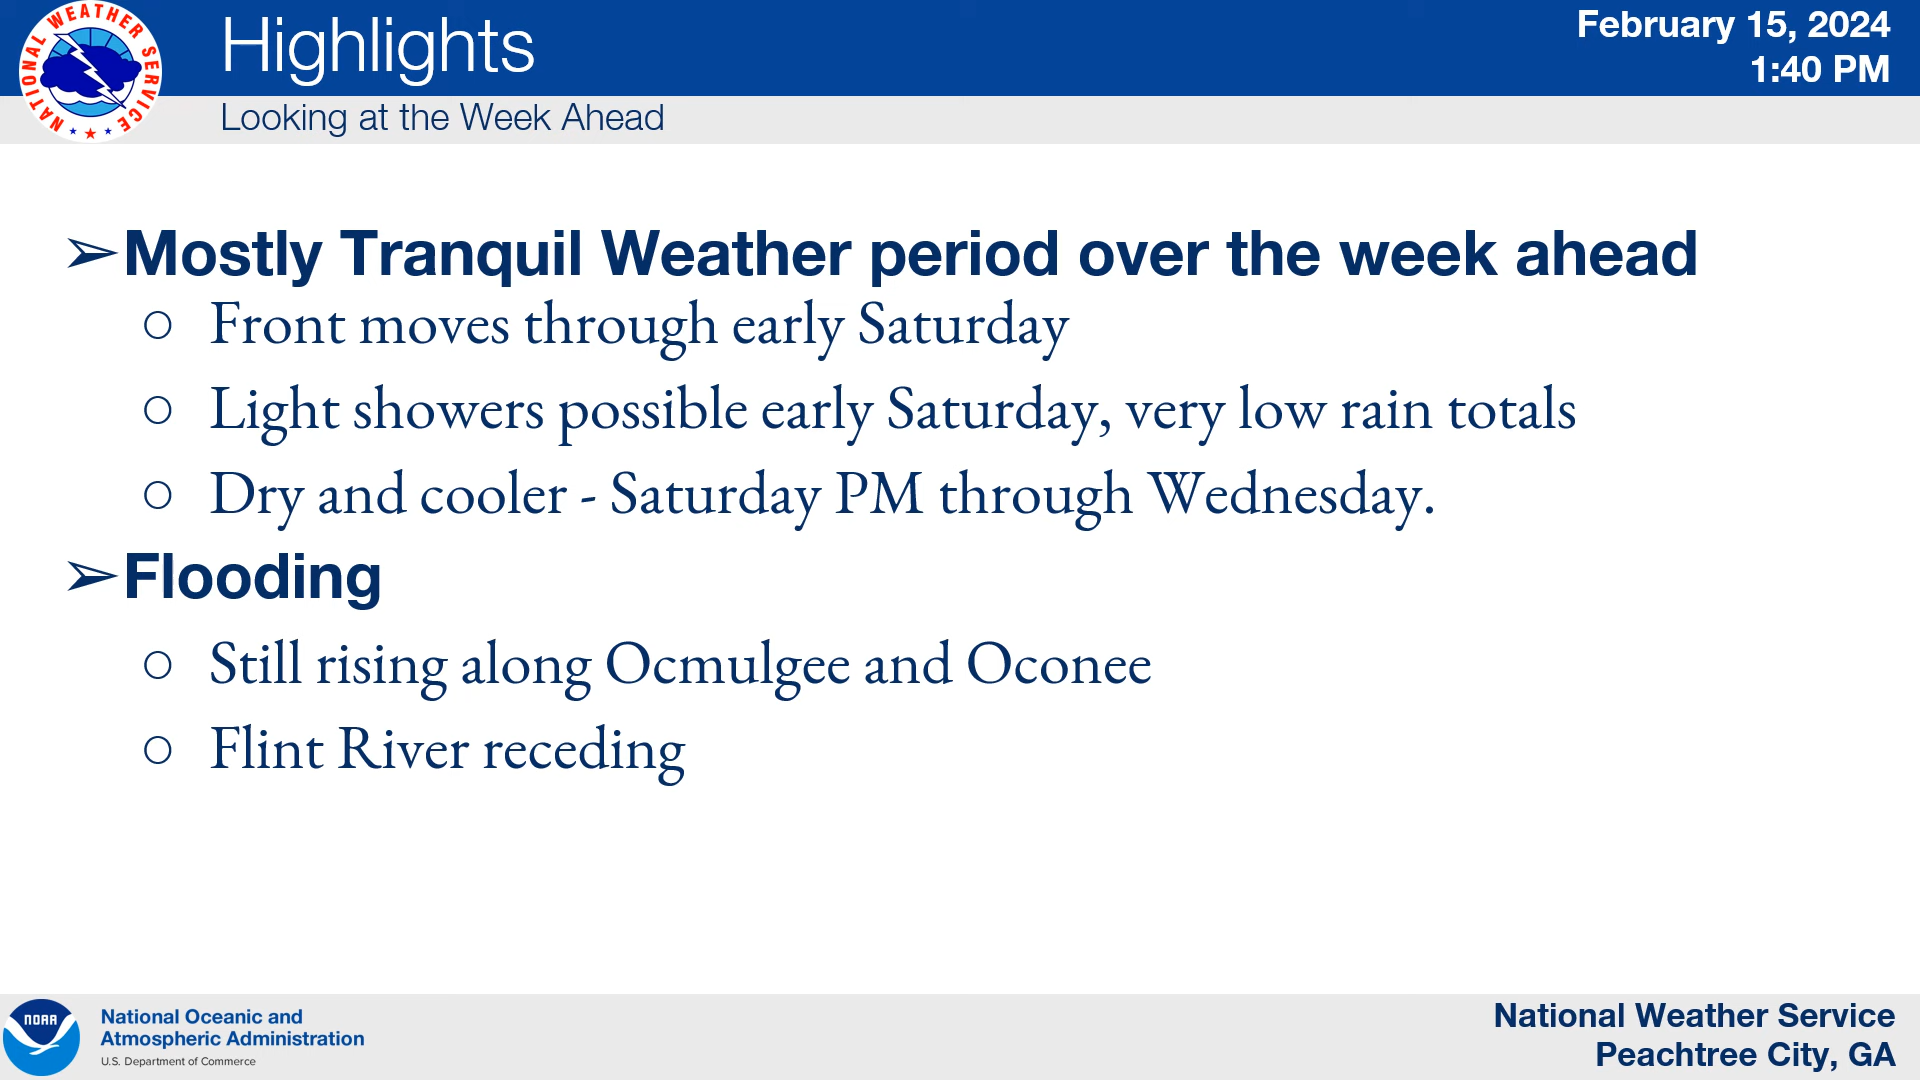 NATIONAL WEATHER SERVICE
Highlights
February 15, 2024
1:40 PM
Looking at the Week Ahead
➢Mostly Tranquil Weather period over the week ahead
○ Front moves through early Saturday
○ Light showers possible early Saturday, very low rain totals
○ Dry and cooler - Saturday PM through Wednesday.
➢Flooding
○ Still rising along Ocmulgee and Oconee
○ Flint River receding
NOAA
National Oceanic and
Atmospheric Administration
U.S. Department of Commerce
National Weather Service
Peachtree City, GA